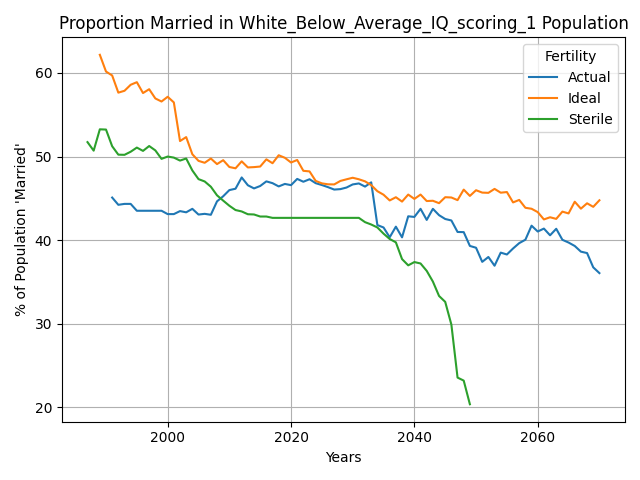 Proportion Married in White_Below_Average_IQ_scoring_1 Population
Fertility
Actual
Ideal
Sterile
% of Population 'Married'
60
50
40
30
20
2000
2020
2040
2060
Years